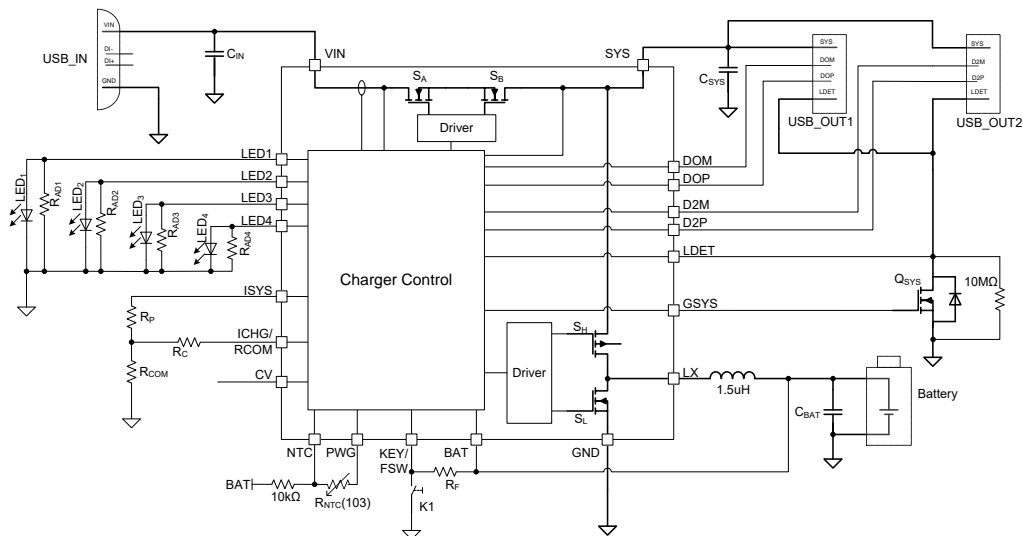 VIN
DI-
DI+
GND
USB_IN
CIN
VIN
SYS
SA
SB
Driver
CSYS
SYS
DOM
DOP
LDET
USB_OUT1
SYS
D2M
D2P
LDET
USB_OUT2
LED1
LED2
LED3
LED4
LED1
RAD1
LED2
RAD2
LED3
RAD3
LED4
RAD4
Charger Control
DOM
DOP
D2M
D2P
LDET
GSYS
QSYS
10MΩ
ISYS
RP
ICHG/
RCOM
RC
RCOM
CV
Driver
SH
SL
LX
1.5uH
CBAT
Battery
NTC
PWG
KEY/
FSW
BAT
GND
BAT
10kΩ
RNTC(103)
RF
K1